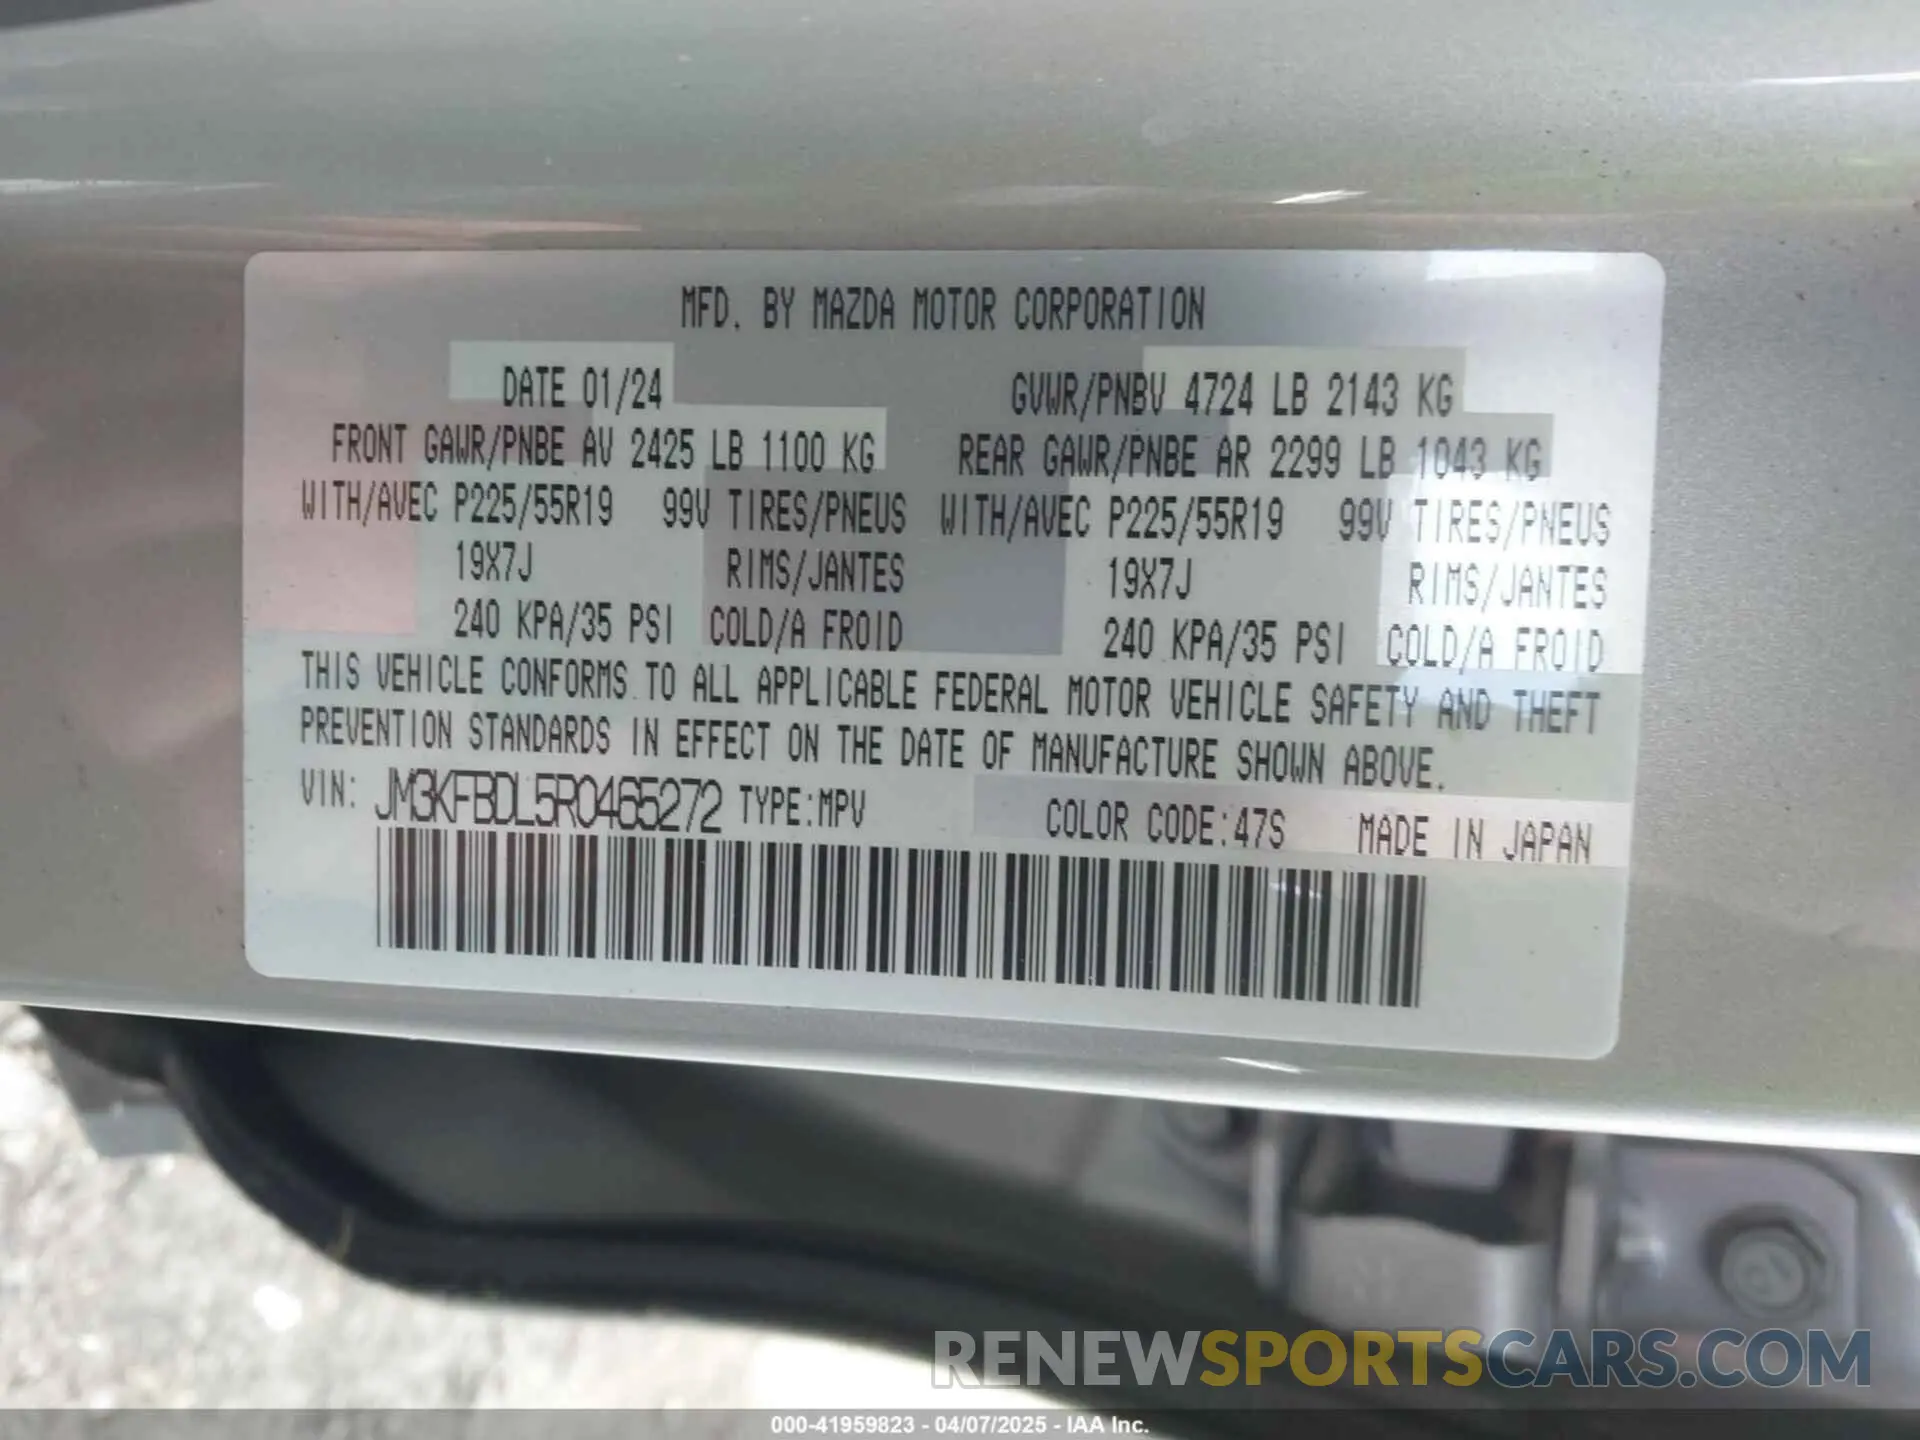 MFD. BY MAZDA MOTOR CORPORATION
DATE 01/24 GVWR/PNBV 4724 LB 2143 KG
FRONT GAWR/PNBE AV 2425 LB 1100 KG REAR GAWR/PNBE AR 2299 LB 1043 KG
WITH/AVEC P225/55R19 99V TIRES/PNEUS WITH/AVEC P225/55R19 99V TIRES/PNEUS
19X7J RIMS/JANTES 19X7J RIMS/JANTES
240 KPA/35 PSI COLD/A FROID 240 KPA/35 PSI COLD/A FROID
THIS VEHICLE CONFORMS TO ALL APPLICABLE FEDERAL MOTOR VEHICLE SAFETY AND THEFT
PREVENTION STANDARDS IN EFFECT ON THE DATE OF MANUFACTURE SHOWN ABOVE.
VIN: JM3KFBDL5R0465272 TYPE:MPV COLOR CODE:47S MADE IN JAPAN
RENEWSPORTSCARS.COM
000-41959823 - 04/07/2025 - IAA Inc.